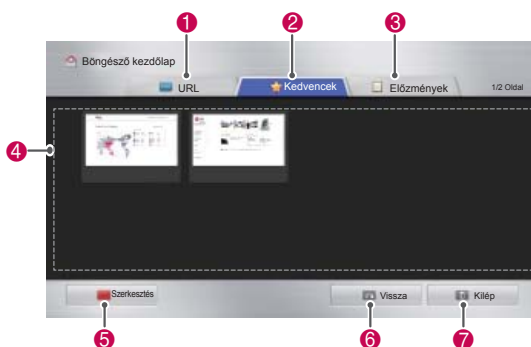 1 2 3
Böngésző kezdőlap
URL Kedvencek Előzmények 1/2 Oldal
4
Szerkesztés Vissza Kilép
5 6 7